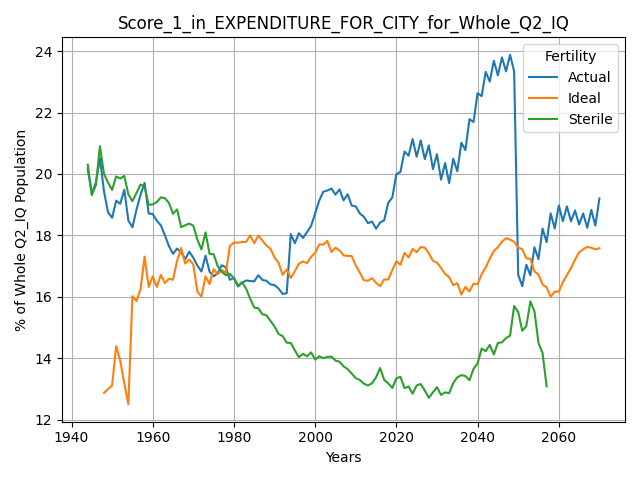 Score_1_in_EXPENDITURE_FOR_CITY_for_Whole_Q2_IQ
Fertility
Actual
Ideal
Sterile
% of Whole Q2_IQ Population
24
22
20
18
16
14
12
1940
1960
1980
2000
2020
2040
2060
Years